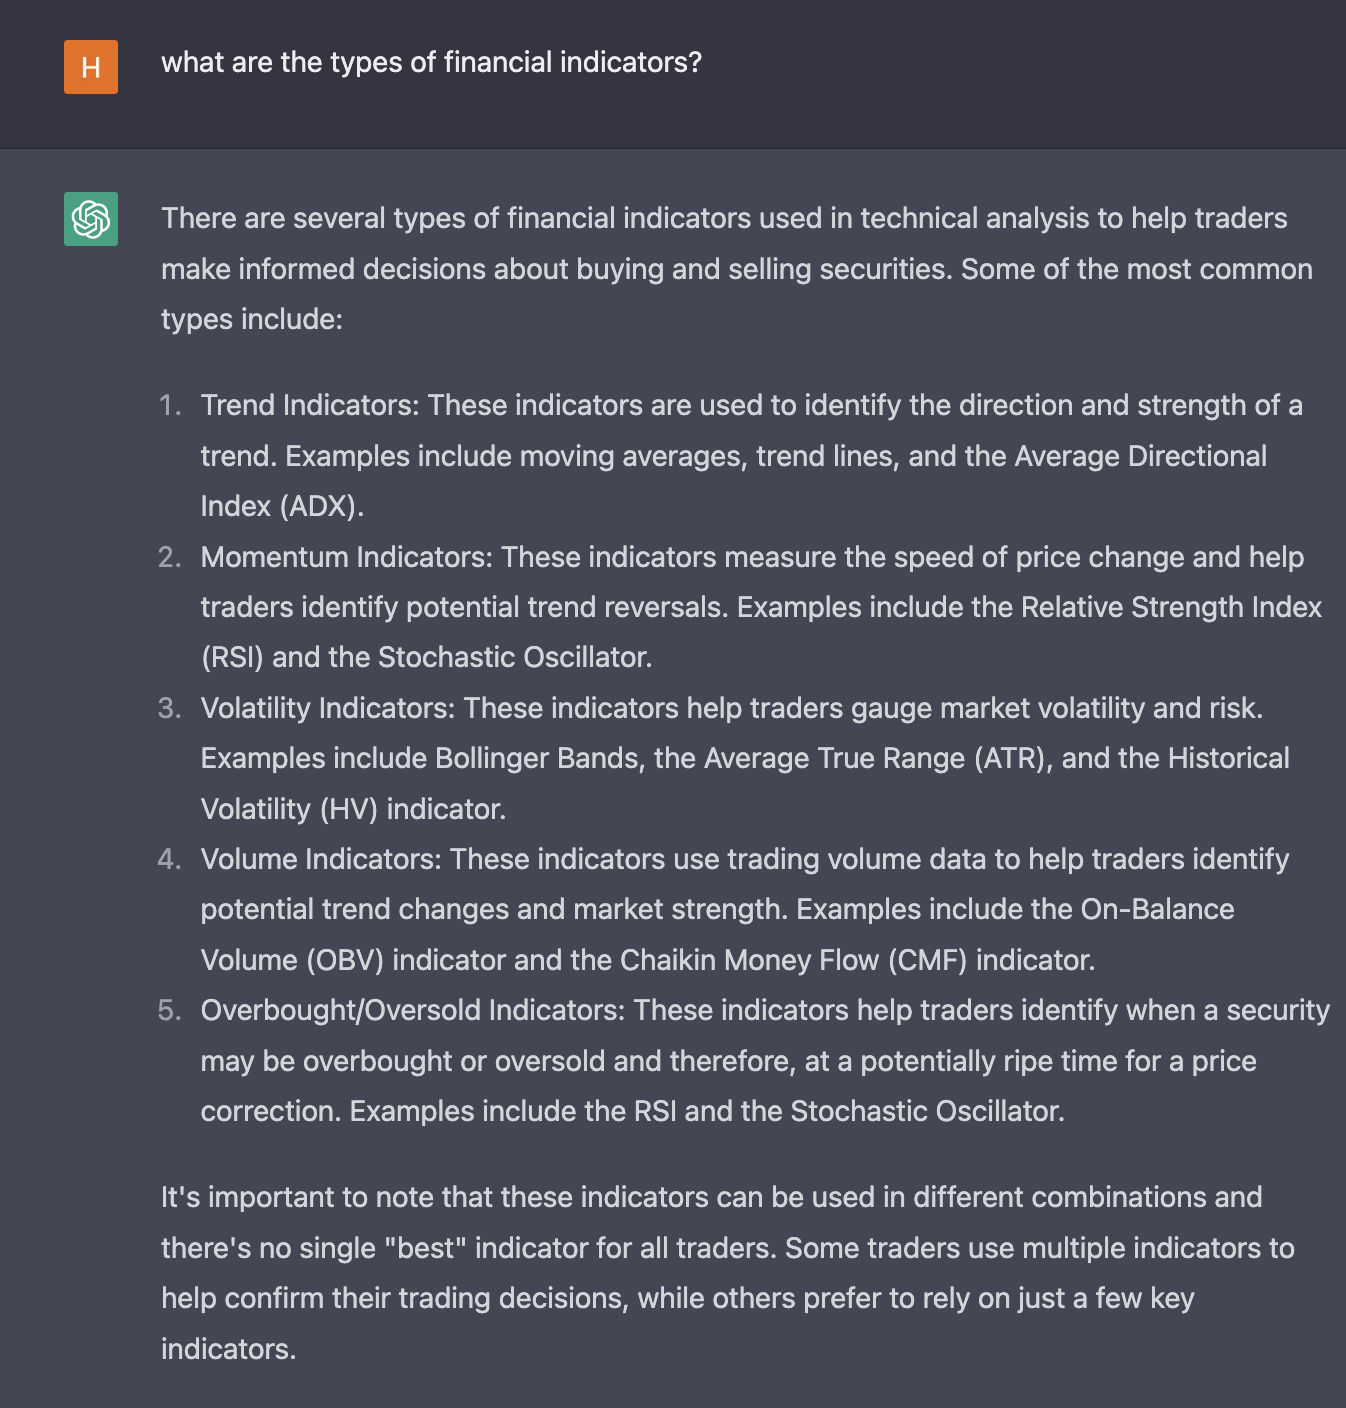 H
what are the types of financial indicators?
There are several types of financial indicators used in technical analysis to help traders
make informed decisions about buying and selling securities. Some of the most common
types include:
1. Trend Indicators: These indicators are used to identify the direction and strength of a
trend. Examples include moving averages, trend lines, and the Average Directional
Index (ADX).
2. Momentum Indicators: These indicators measure the speed of price change and help
traders identify potential trend reversals. Examples include the Relative Strength Index
(RSI) and the Stochastic Oscillator.
3. Volatility Indicators: These indicators help traders gauge market volatility and risk.
Examples include Bollinger Bands, the Average True Range (ATR), and the Historical
Volatility (HV) indicator.
4. Volume Indicators: These indicators use trading volume data to help traders identify
potential trend changes and market strength. Examples include the On-Balance
Volume (OBV) indicator and the Chaikin Money Flow (CMF) indicator.
5. Overbought/Oversold Indicators: These indicators help traders identify when a security
may be overbought or oversold and therefore, at a potentially ripe time for a price
correction. Examples include the RSI and the Stochastic Oscillator.
It's important to note that these indicators can be used in different combinations and
there's no single "best" indicator for all traders. Some traders use multiple indicators to
help confirm their trading decisions, while others prefer to rely on just a few key
indicators.